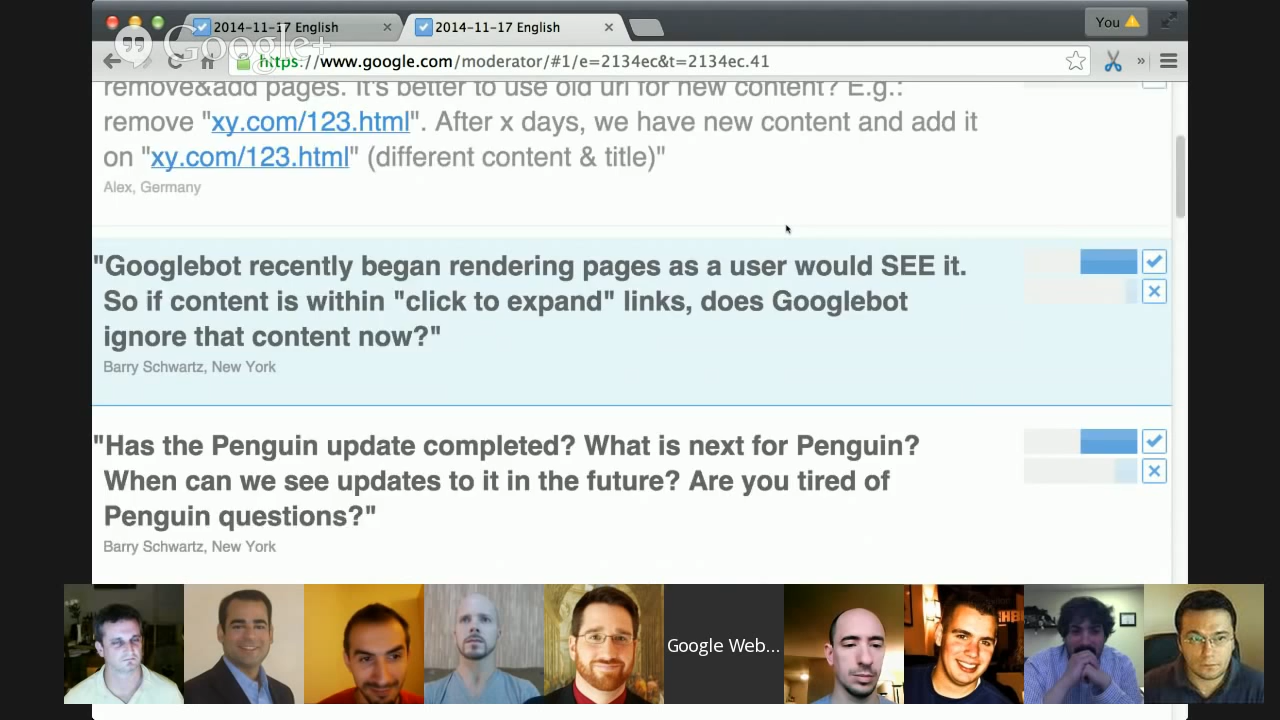 2014-11-17 English
2014-11-17 English
You
Google+
https://www.google.com/moderator/#1/e=2134ec&t=2134ec.41
»
remove&add pages. It's better to use old url for new content? E.g.:
remove "xy.com/123.html". After x days, we have new content and add it
on "xy.com/123.html" (different content & title)"
Alex, Germany
"Googlebot recently began rendering pages as a user would SEE it.
So if content is within "click to expand" links, does Googlebot
ignore that content now?"
Barry Schwartz, New York
"Has the Penguin update completed? What is next for Penguin?
When can we see updates to it in the future? Are you tired of
Penguin questions?"
Barry Schwartz, New York
Google Web...